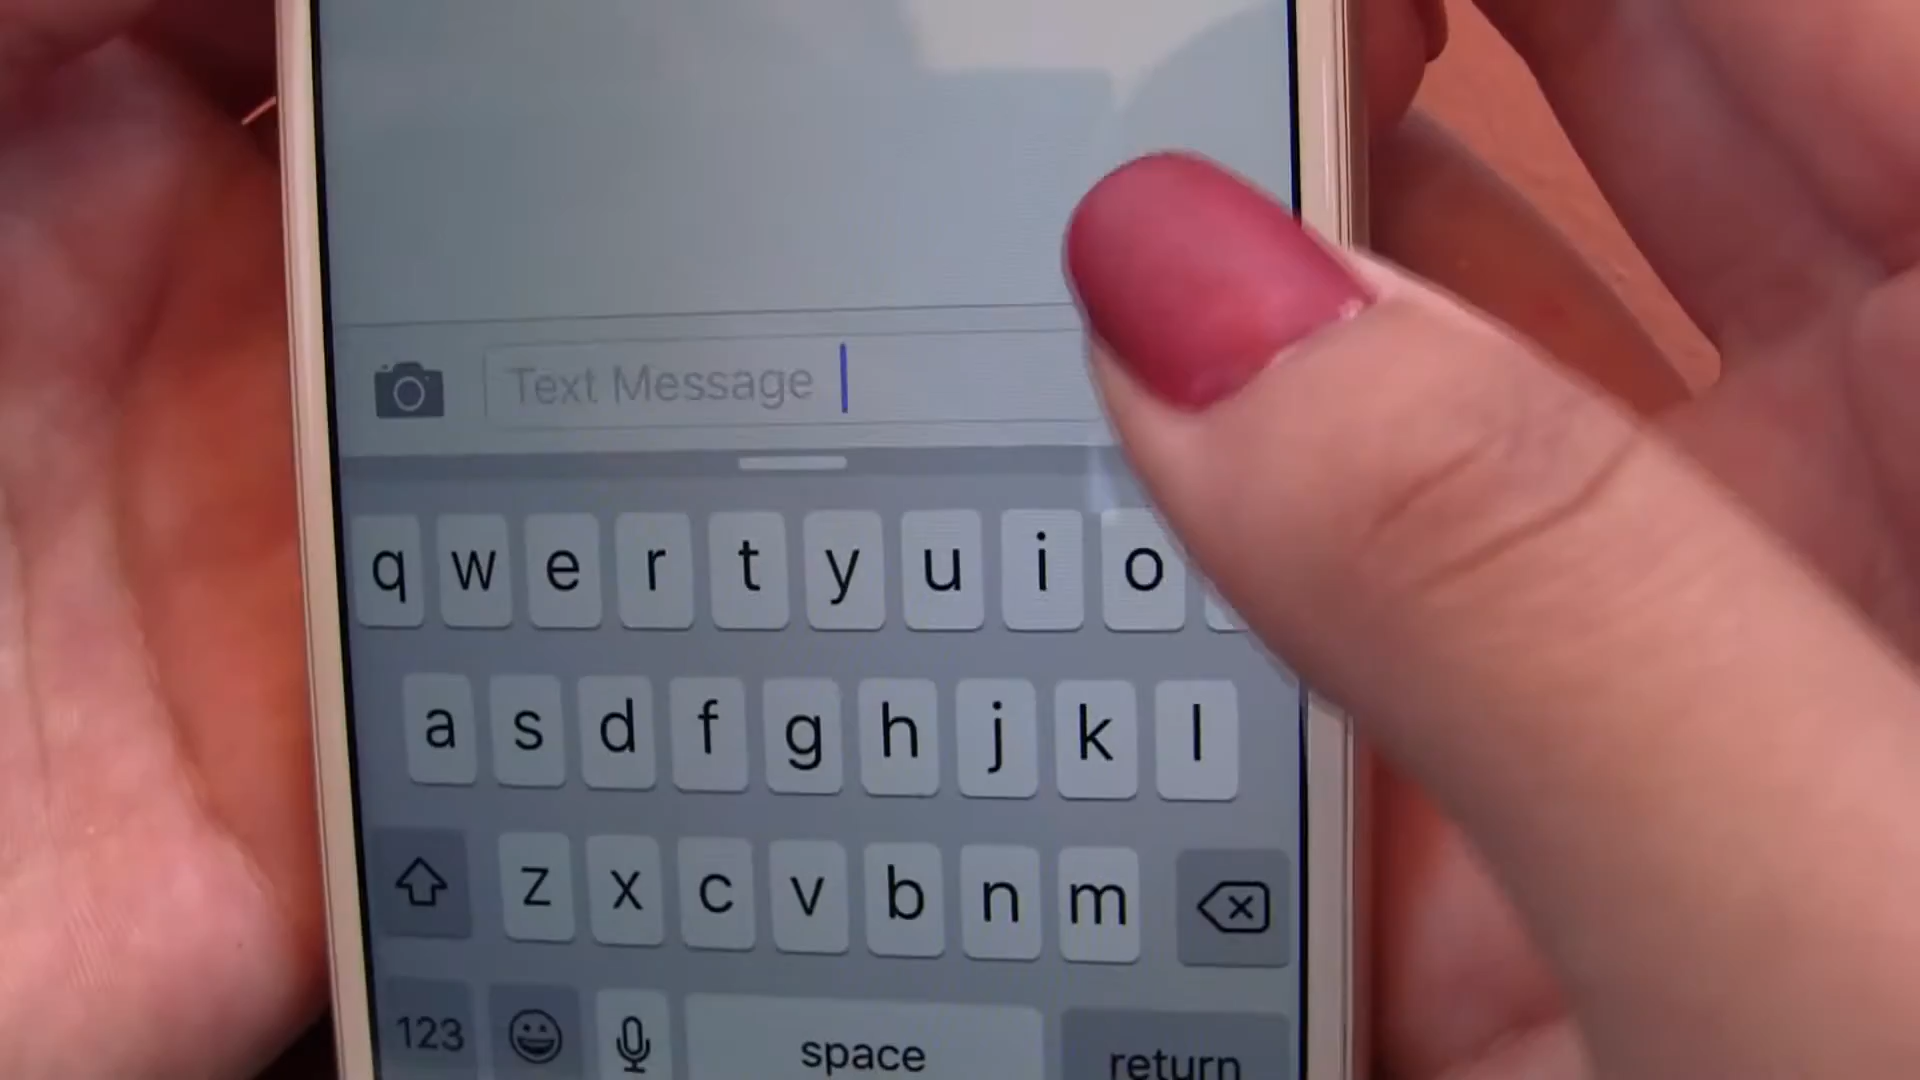 Text Message
q w e r t y u i o
a s d f g h j k l
z x c v b n m
123 space return